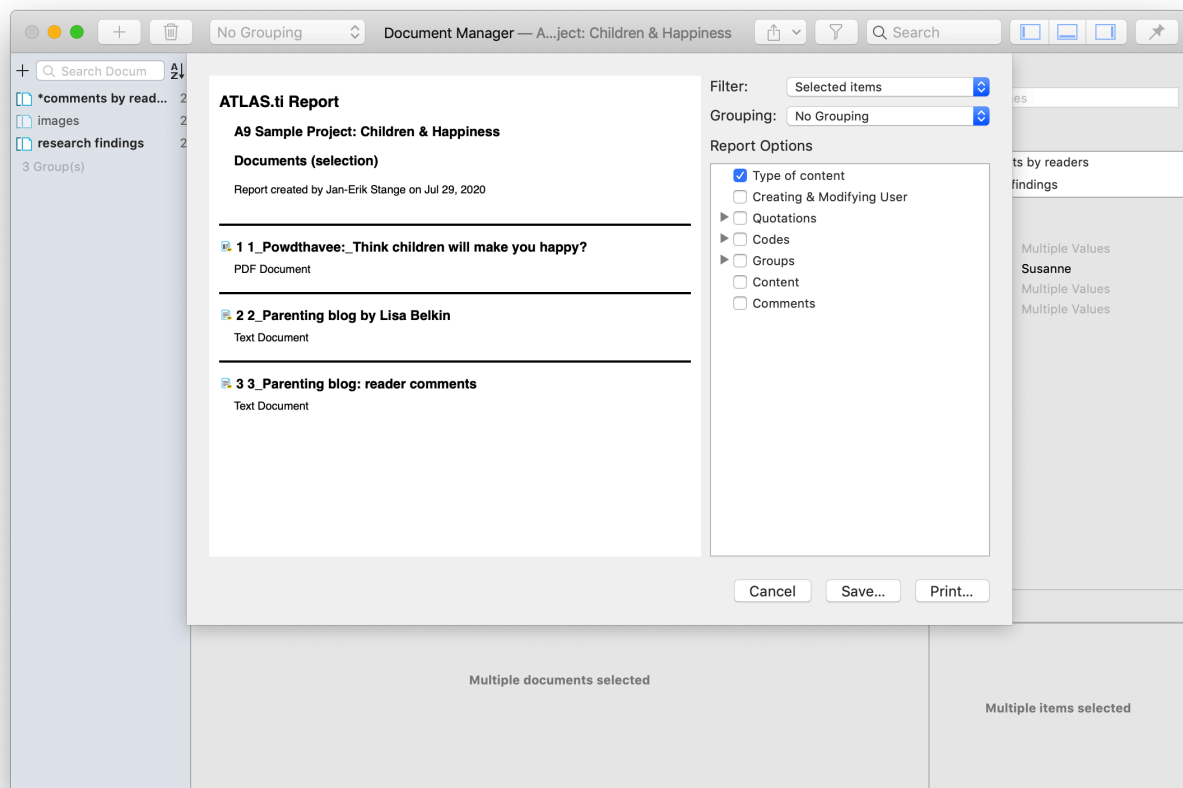 No Grouping
Document Manager — A...ject: Children & Happiness
Search
Search Docum
A
Z
*comments by read... 2
images 2
research findings 2
3 Group(s)
ATLAS.ti Report
A9 Sample Project: Children & Happiness
Documents (selection)
Report created by Jan-Erik Stange on Jul 29, 2020
1 1_Powdthavee:_Think children will make you happy?
PDF Document
2 2_Parenting blog by Lisa Belkin
Text Document
3 3_Parenting blog: reader comments
Text Document
Filter: Selected items
Grouping: No Grouping
Report Options
Type of content
Creating & Modifying User
Quotations
Codes
Groups
Content
Comments
Cancel Save... Print...
es
ts by readers
findings
Multiple Values
Susanne
Multiple Values
Multiple Values
Multiple documents selected
Multiple items selected